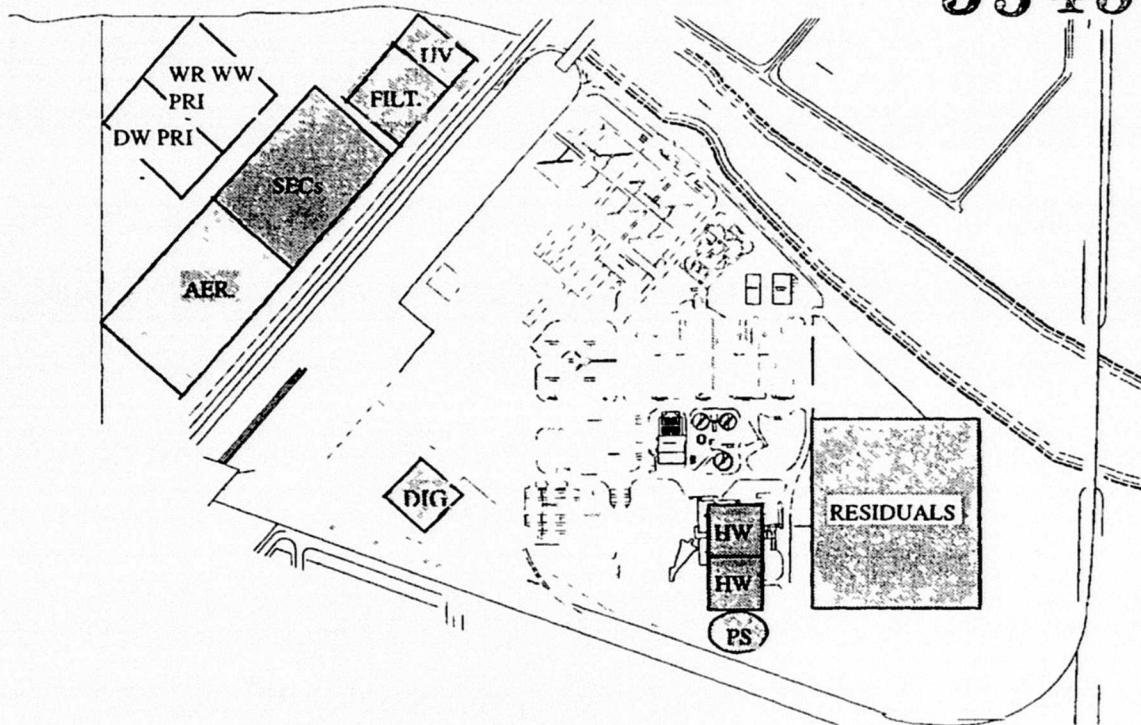 UV
WR WW
PRI
FILT.
DW PRI
SECs
AER.
DIG
RESIDUALS
HW
HW
PS